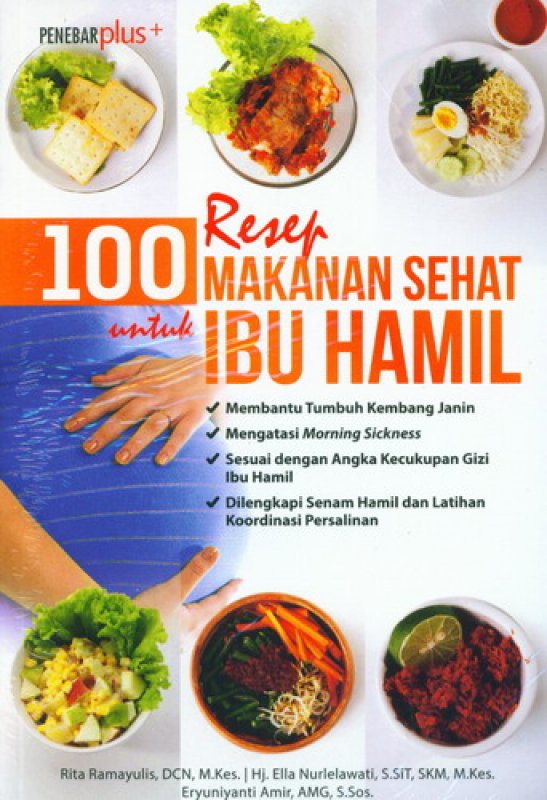 PENEBARplus+
Resep
100 MAKANAN SEHAT
untuk IBU HAMIL
✔ Membantu Tumbuh Kembang Janin
✔ Mengatasi Morning Sickness
✔ Sesuai dengan Angka Kecukupan Gizi
Ibu Hamil
✔ Dilengkapi Senam Hamil dan Latihan
Koordinasi Persalinan
Rita Ramayulis, DCN, M.Kes. | Hj. Ella Nurlelawati, S.SiT, SKM, M.Kes.
Eryuniyanti Amir, AMG, S.Sos.